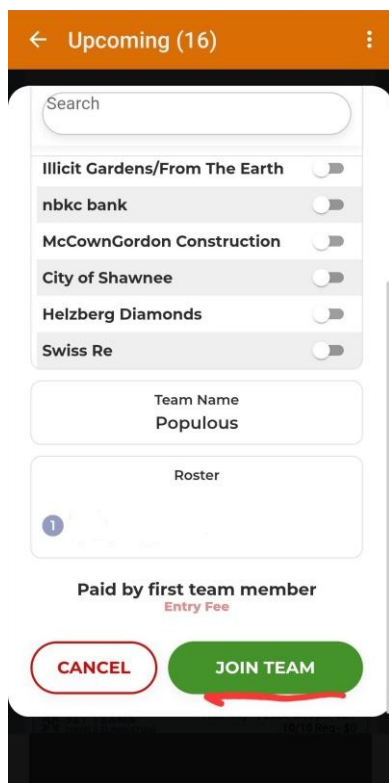 Upcoming (16)
Search
Illicit Gardens/From The Earth
nbkc bank
McCownGordon Construction
City of Shawnee
Helzberg Diamonds
Swiss Re
Team Name
Populous
Roster
1
Paid by first team member
Entry Fee
CANCEL
JOIN TEAM